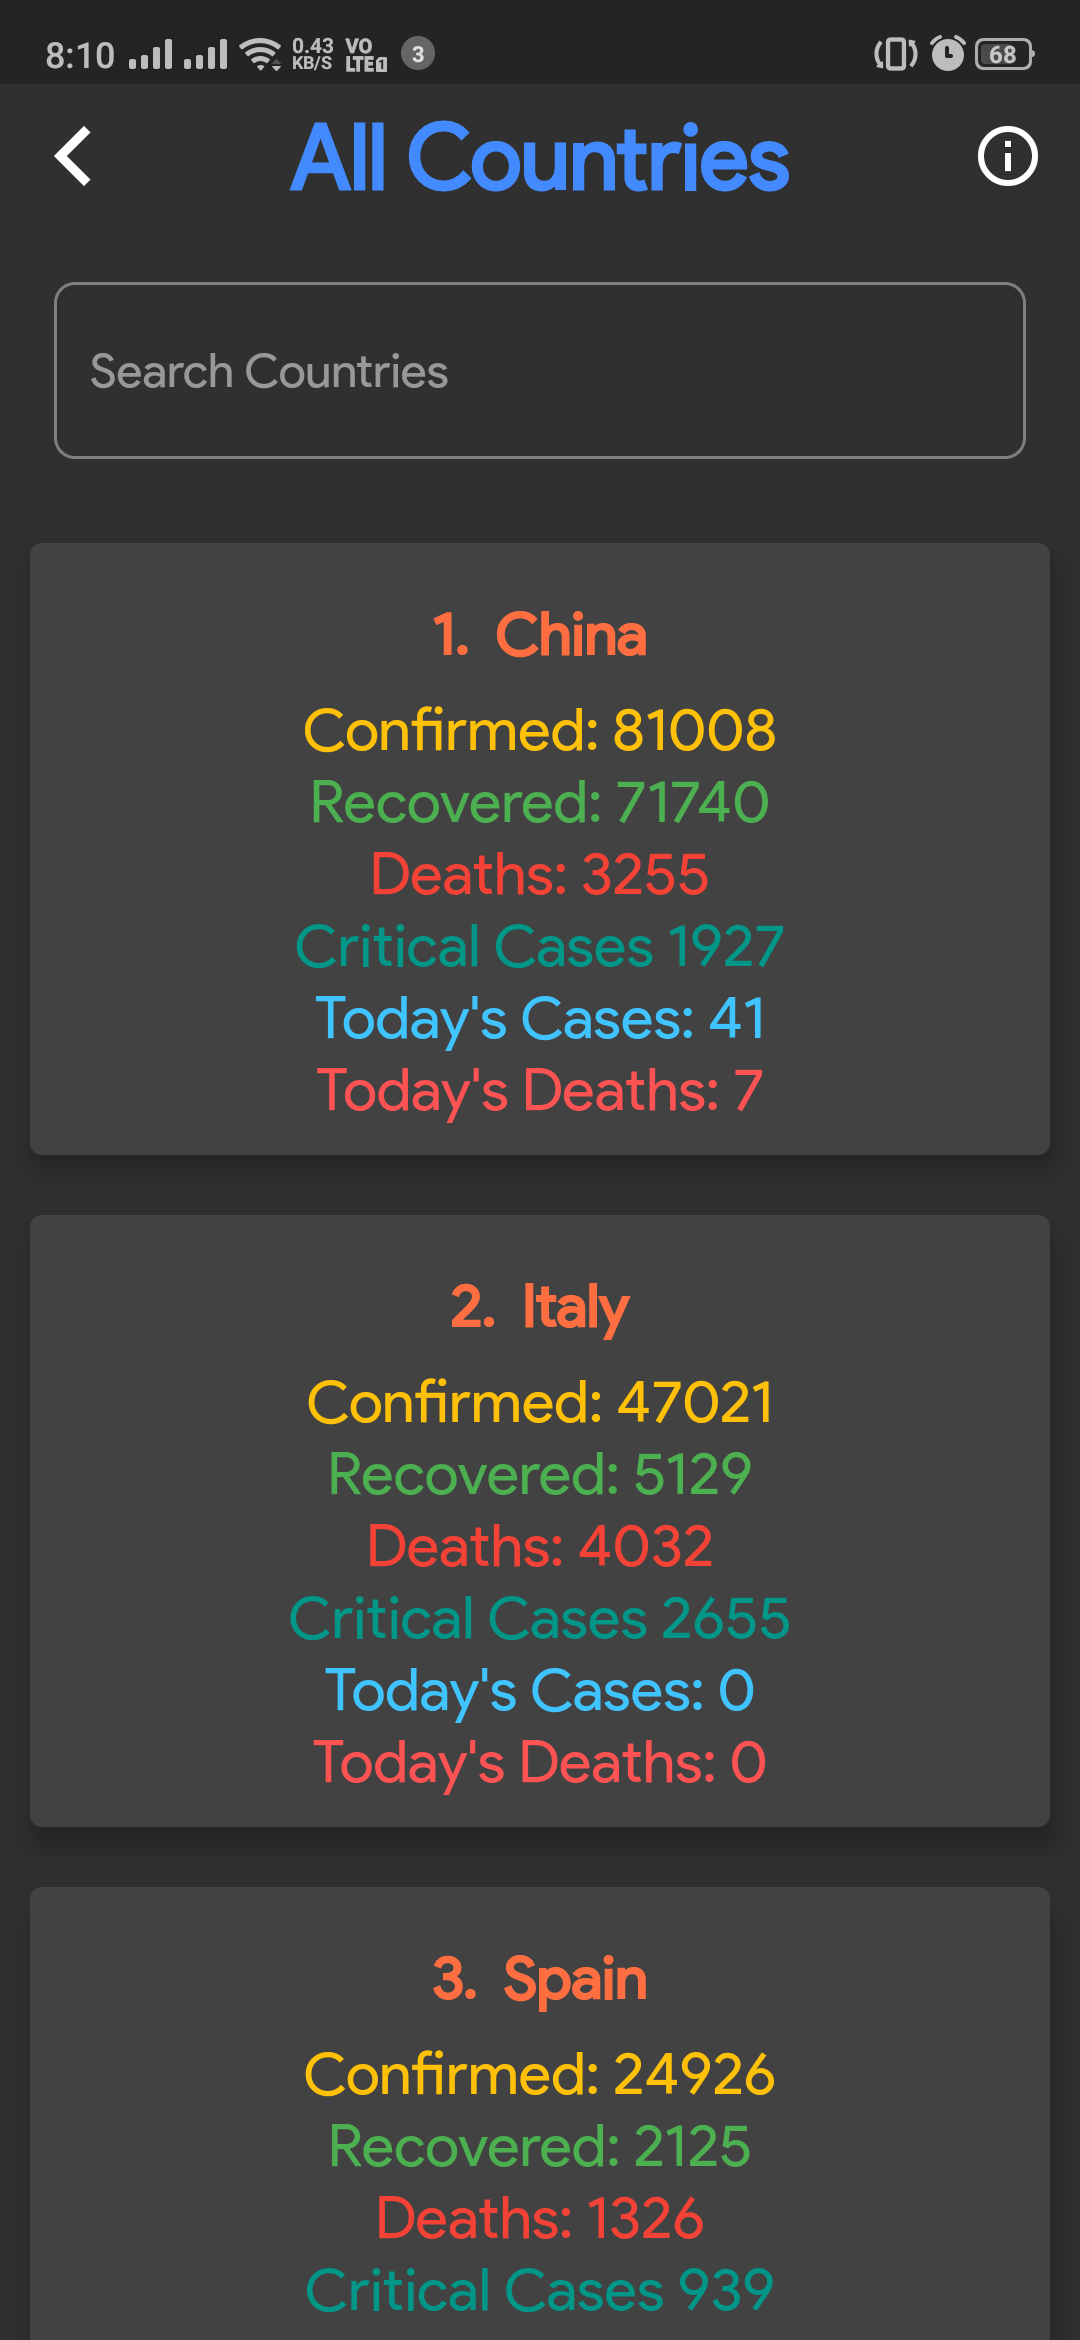 8:10 0.43 KB/S VO LTE 1 3 68
All Countries
Search Countries
1. China
Confirmed: 81008
Recovered: 71740
Deaths: 3255
Critical Cases 1927
Today's Cases: 41
Today's Deaths: 7
2. Italy
Confirmed: 47021
Recovered: 5129
Deaths: 4032
Critical Cases 2655
Today's Cases: 0
Today's Deaths: 0
3. Spain
Confirmed: 24926
Recovered: 2125
Deaths: 1326
Critical Cases 939